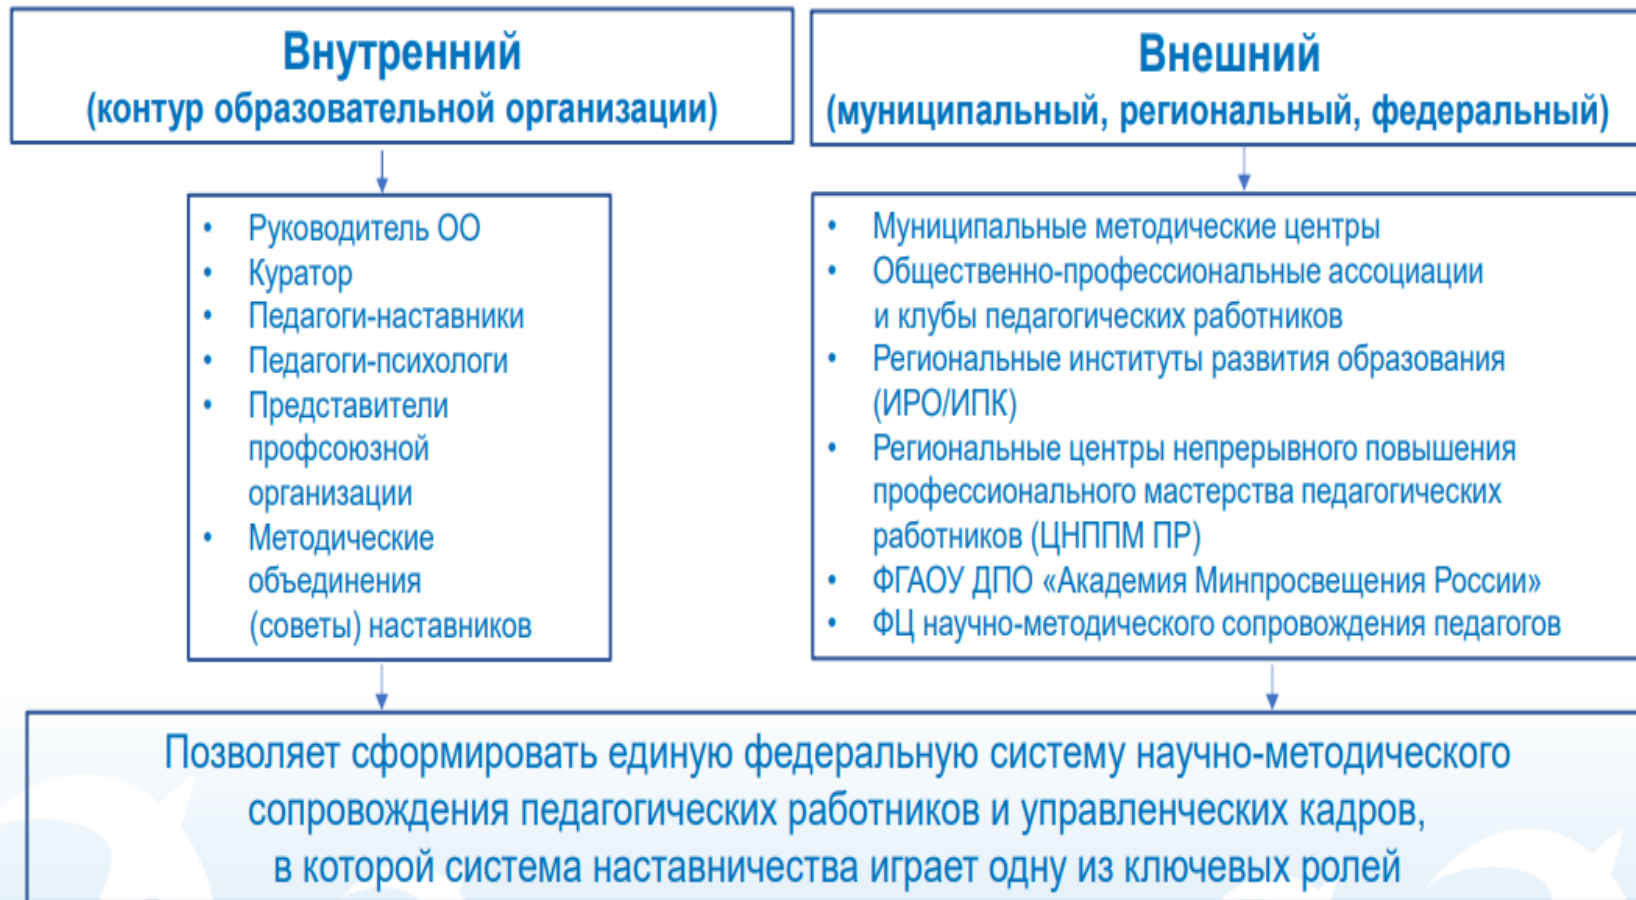 Внутренний
(контур образовательной организации)
• Руководитель ОО
• Куратор
• Педагоги-наставники
• Педагоги-психологи
• Представители
профсоюзной
организации
• Методические
объединения
(советы) наставников
Внешний
(муниципальный, региональный, федеральный)
• Муниципальные методические центры
• Общественно-профессиональные ассоциации
и клубы педагогических работников
• Региональные институты развития образования
(ИРО/ИПК)
• Региональные центры непрерывного повышения
профессионального мастерства педагогических
работников (ЦНППМ ПР)
• ФГАОУ ДПО «Академия Минпросвещения России»
• ФЦ научно-методического сопровождения педагогов
Позволяет сформировать единую федеральную систему научно-методического
сопровождения педагогических работников и управленческих кадров,
в которой система наставничества играет одну из ключевых ролей